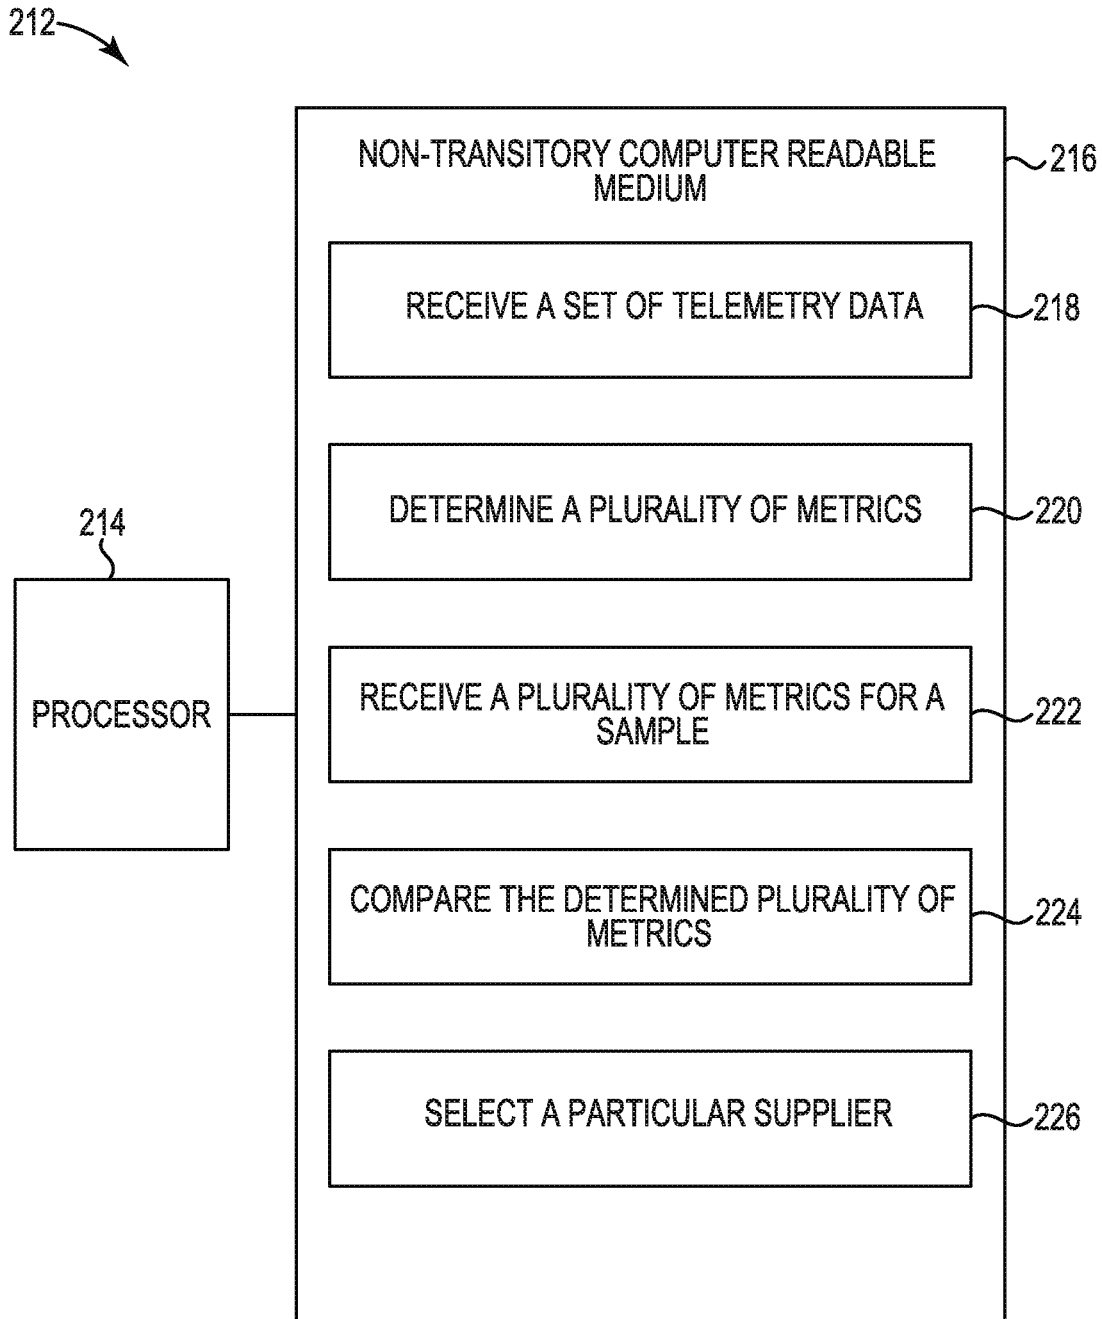 212
NON-TRANSITORY COMPUTER READABLE
MEDIUM
216
RECEIVE A SET OF TELEMETRY DATA
218
DETERMINE A PLURALITY OF METRICS
220
214
PROCESSOR
RECEIVE A PLURALITY OF METRICS FOR A
SAMPLE
222
COMPARE THE DETERMINED PLURALITY OF
METRICS
224
SELECT A PARTICULAR SUPPLIER
226